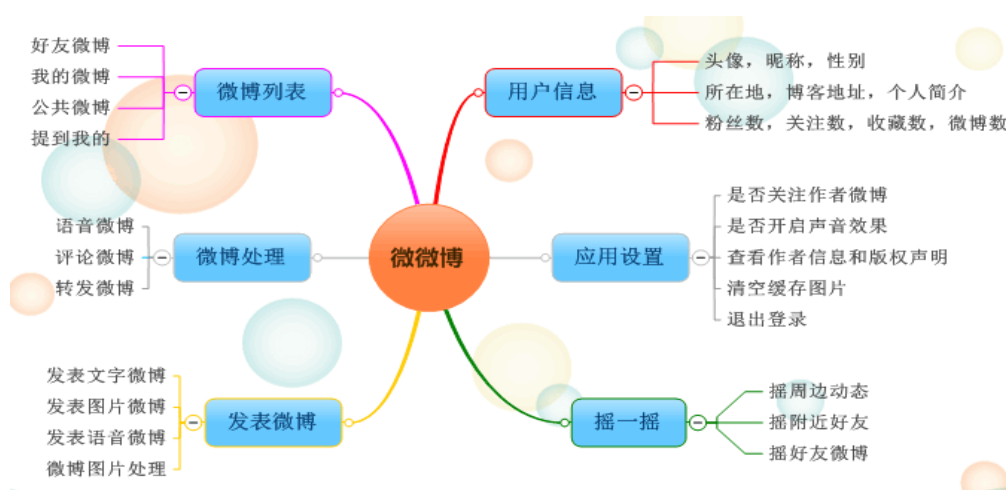 好友微博
我的微博
公共微博
提到我的
微博列表
用户信息
头像，昵称，性别
所在地，博客地址，个人简介
粉丝数，关注数，收藏数，微博数
语音微博
评论微博
转发微博
微博处理
微微博
应用设置
是否关注作者微博
是否开启声音效果
查看作者信息和版权声明
清空缓存图片
退出登录
发表文字微博
发表图片微博
发表语音微博
微博图片处理
发表微博
摇一摇
摇周边动态
摇附近好友
摇好友微博